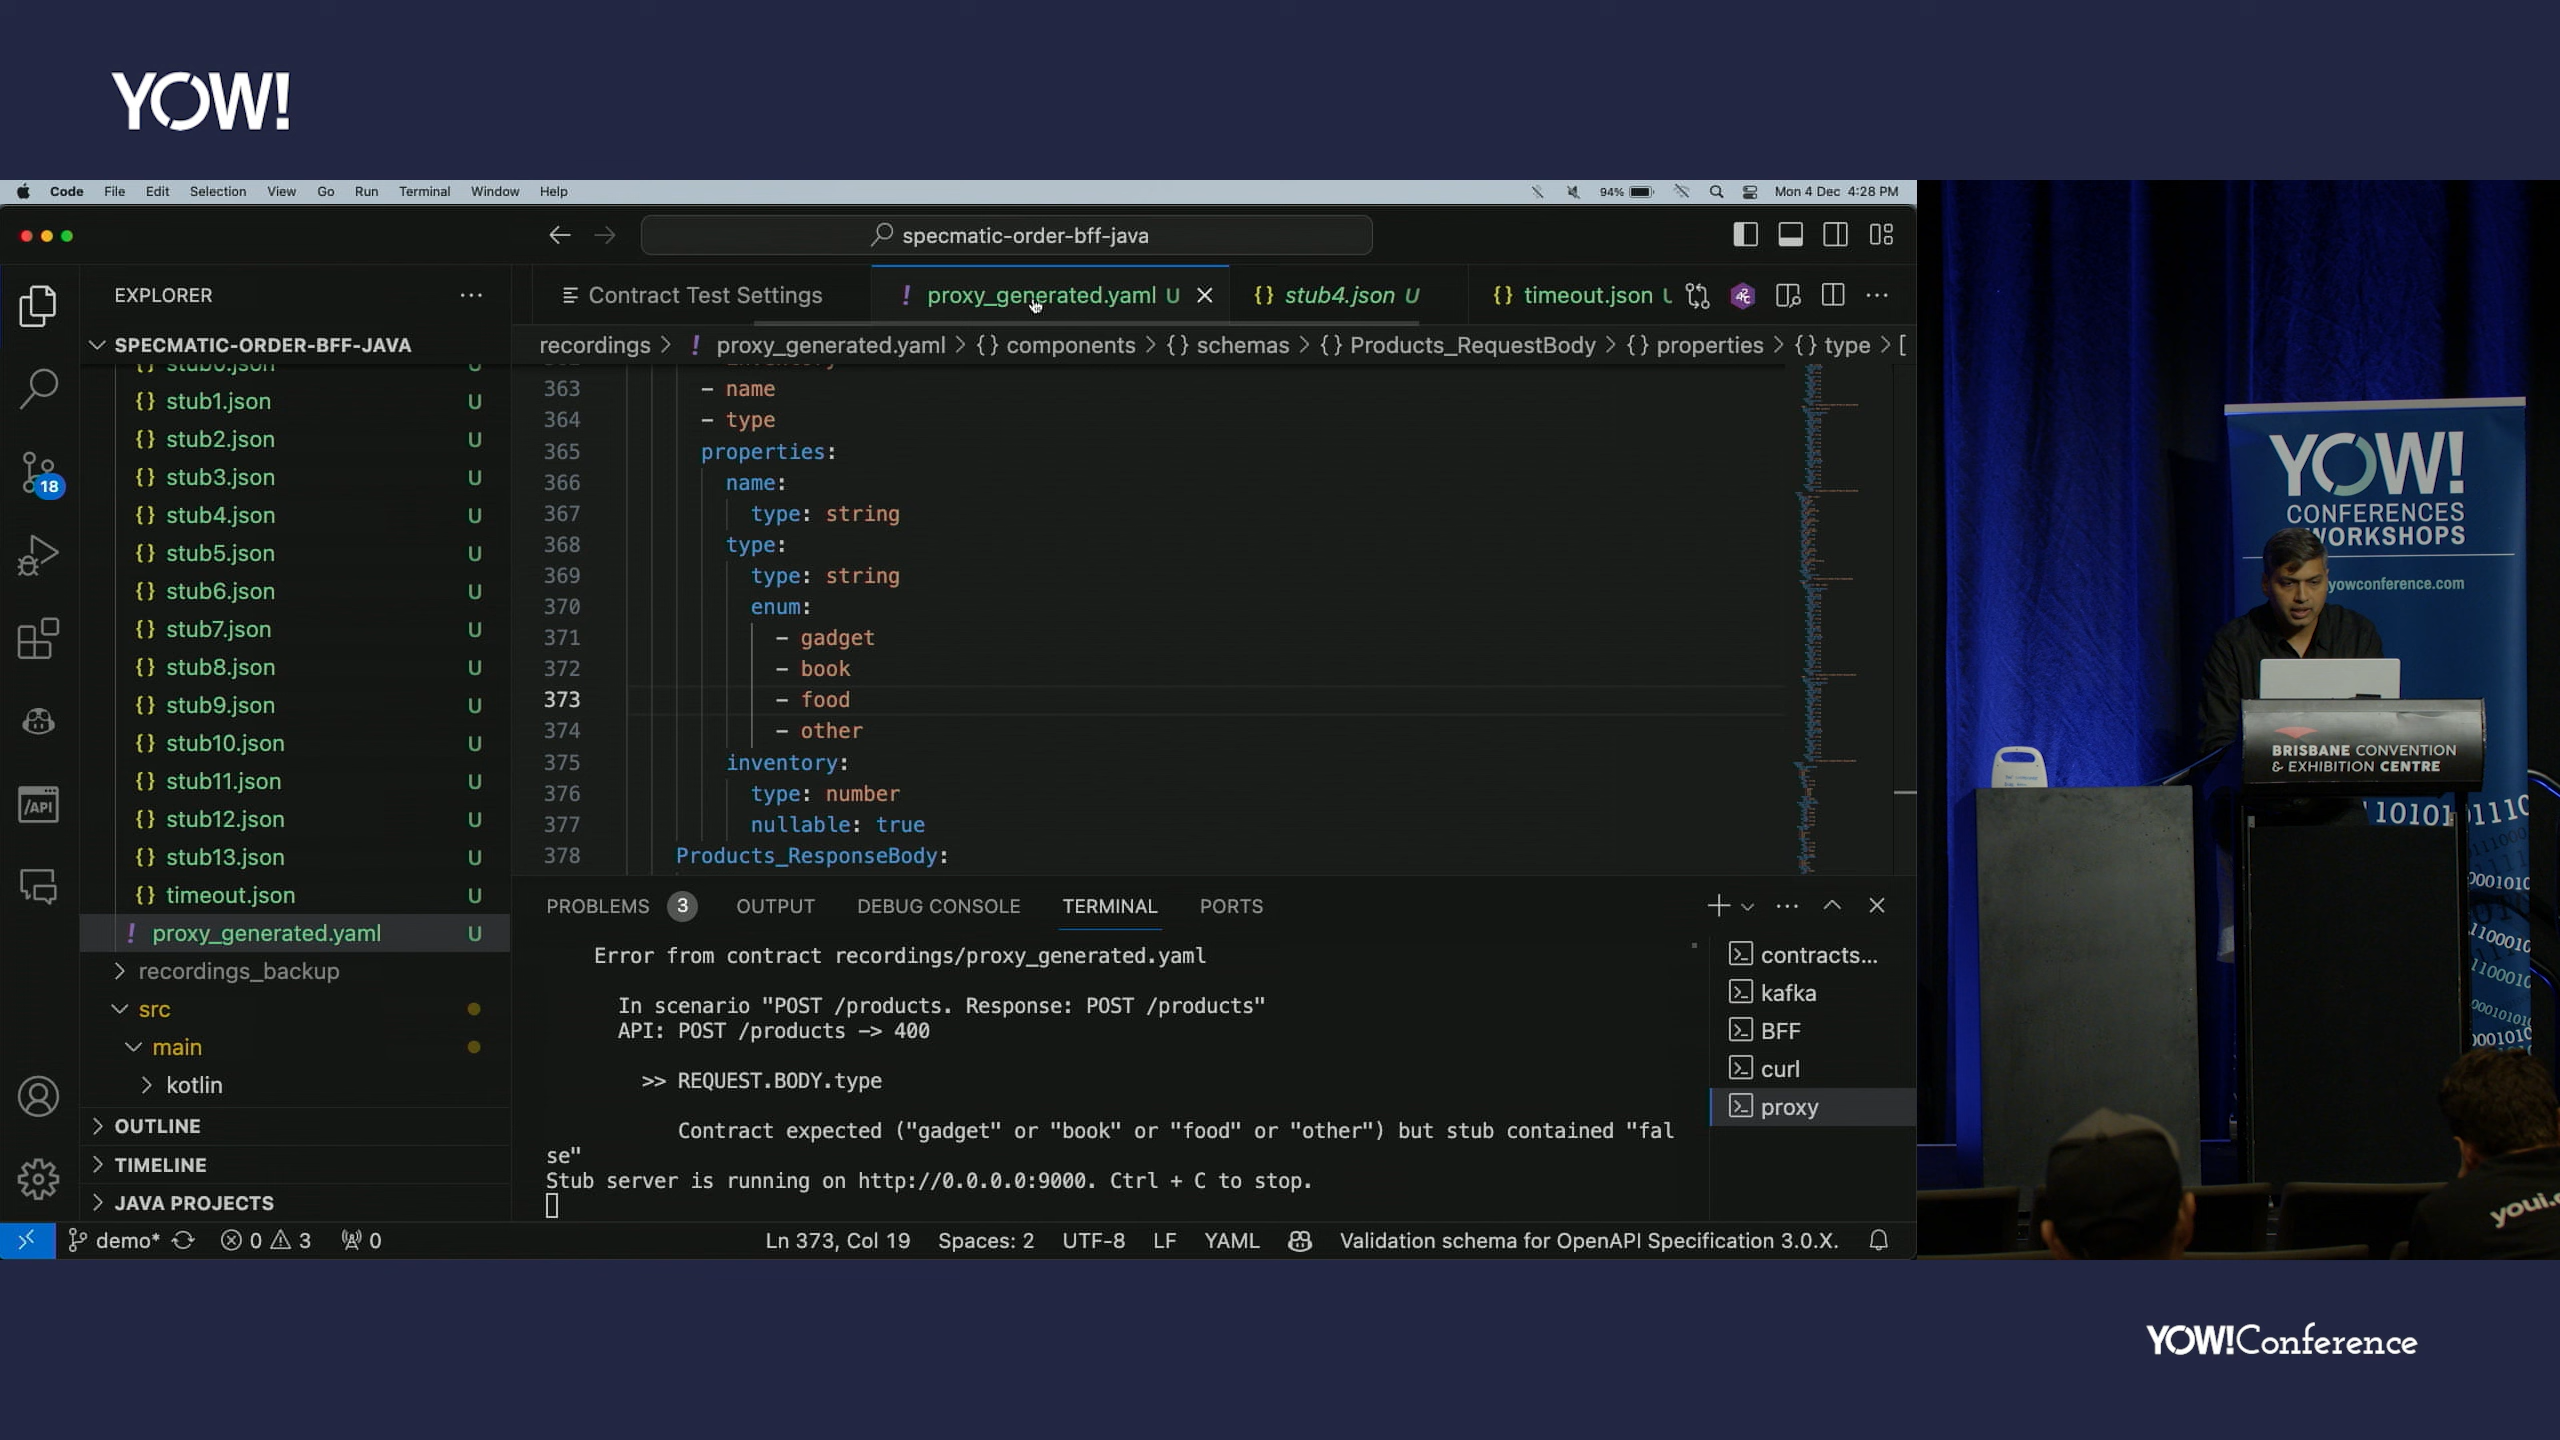 YOW!
Code File Edit Selection View Go Run Terminal Window Help
94% Mon 4 Dec 4:28 PM
specmatic-order-bff-java
EXPLORER
SPECMATIC-ORDER-BFF-JAVA
stub0.json U
{} stub1.json U
{} stub2.json U
{} stub3.json U
{} stub4.json U
{} stub5.json U
{} stub6.json U
{} stub7.json U
{} stub8.json U
{} stub9.json U
{} stub10.json U
{} stub11.json U
{} stub12.json U
{} stub13.json U
{} timeout.json U
! proxy_generated.yaml U
recordings_backup
src
main
kotlin
OUTLINE
TIMELINE
JAVA PROJECTS
18
/API
Contract Test Settings
! proxy_generated.yaml U
{} stub4.json U
{} timeout.json
recordings > ! proxy_generated.yaml > {} components > {} schemas > {} Products_RequestBody > {} properties > {} type > [
363 - name
364 - type
365 properties:
366 name:
367 type: string
368 type:
369 type: string
370 enum:
371 - gadget
372 - book
373 - food
374 - other
375 inventory:
376 type: number
377 nullable: true
378 Products_ResponseBody:
PROBLEMS 3 OUTPUT DEBUG CONSOLE TERMINAL PORTS
Error from contract recordings/proxy_generated.yaml
In scenario "POST /products. Response: POST /products"
API: POST /products -> 400
>> REQUEST.BODY.type
Contract expected ("gadget" or "book" or "food" or "other") but stub contained "fal
se"
Stub server is running on http://0.0.0.0:9000. Ctrl + C to stop.
contracts...
kafka
BFF
curl
proxy
demo* 0 3 0
Ln 373, Col 19 Spaces: 2 UTF-8 LF YAML Validation schema for OpenAPI Specification 3.0.X.
YOW!
CONFERENCES
WORKSHOPS
yowconference.com
BRISBANE CONVENTION
& EXHIBITION CENTRE
YOW!Conference